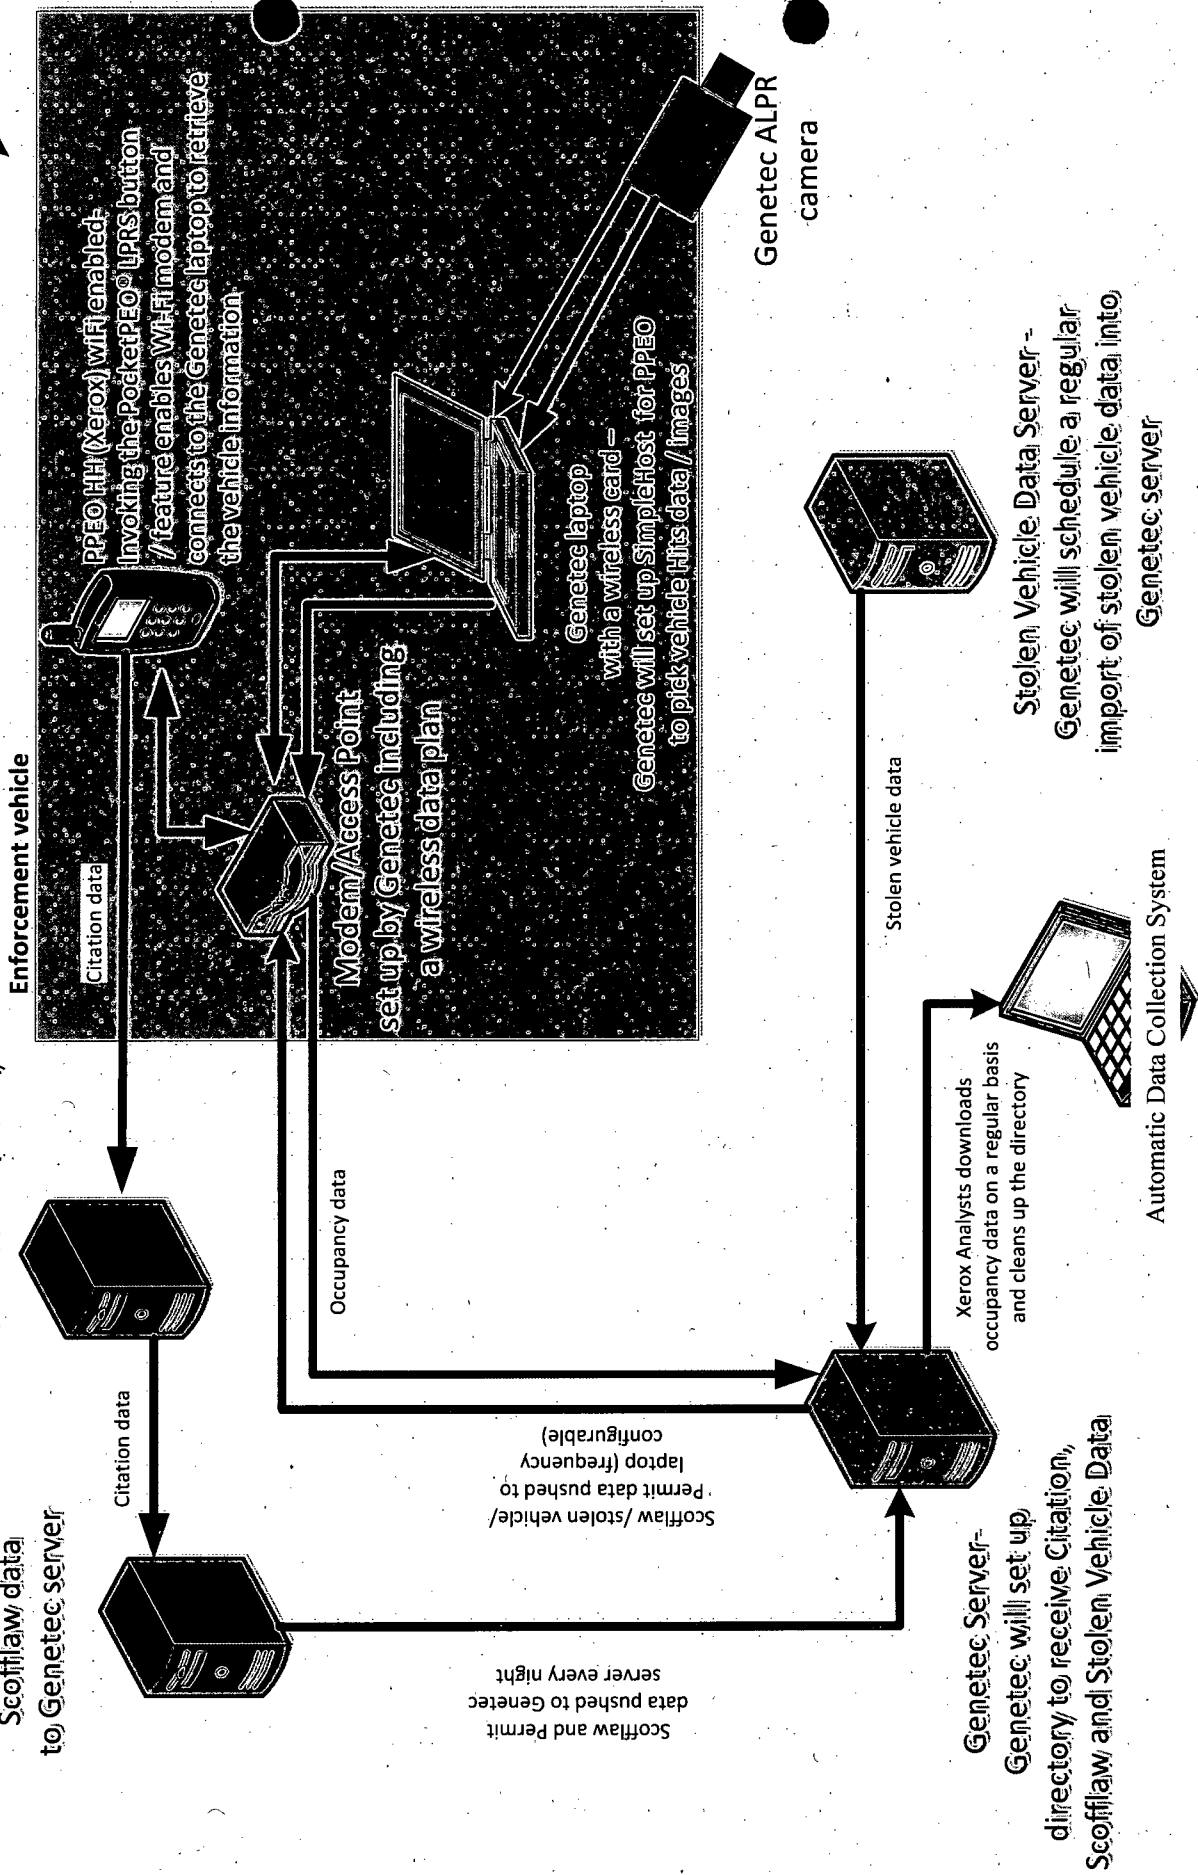 Scofflaw data
to Genetec server
Citation data
Enforcement vehicle
Citation data
PPEO HH (Xerox) wiFi enabled-
Invoking the PocketPEO® LPRS button
/ feature enables Wi-Fi modem and
connects to the Genetec laptop to retrieve
the vehicle information
Modem/Access Point
set up by Genetec including
a wireless data plan
Genetec laptop
with a wireless card –
Genetec will set up SimpleHost for PPEO
to pick vehicle Hits data / images
Genetec ALPR
camera
Occupancy data
Scofflaw /stolen vehicle/
Permit data pushed to
laptop (frequency
configurable)
Scofflaw and Permit
data pushed to Genetec
server every night
Stolen vehicle data
Genetec Server-
Genetec will set up
directory to receive Citation,
Scofflaw and Stolen Vehicle Data
Xerox Analysts downloads
occupancy data on a regular basis
and cleans up the directory
Automatic Data Collection System
Stolen Vehicle Data Server -
Genetec will schedule a regular
import of stolen vehicle data into
Genetec server